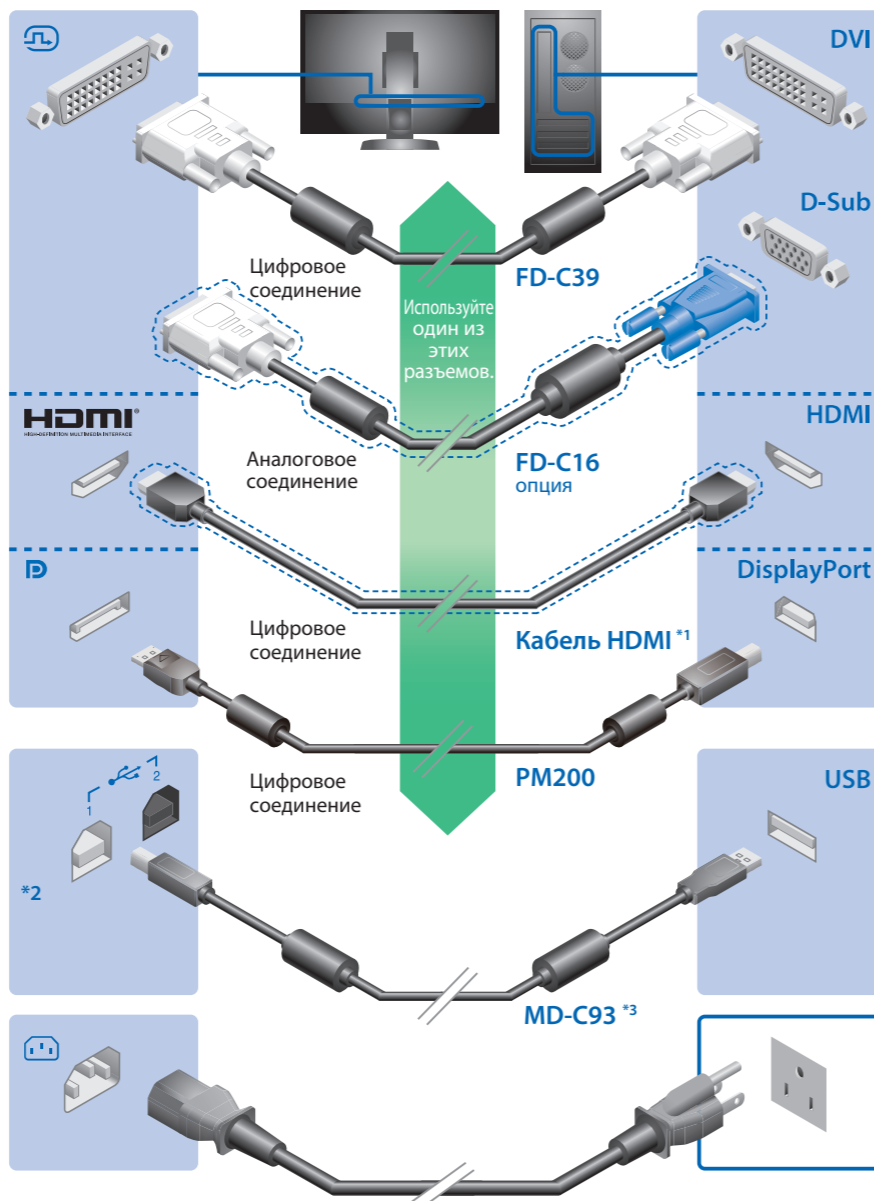 DVI
D-Sub
Цифровое
соединение
FD-C39
Используйте
один из
этих
разъемов.
HDMI®
HIGH-DEFINITION MULTIMEDIA INTERFACE
HDMI
Аналоговое
соединение
FD-C16
опция
DisplayPort
Цифровое
соединение
Кабель HDMI *1
Цифровое
соединение
PM200
USB
1
2
*2
MD-C93 *3